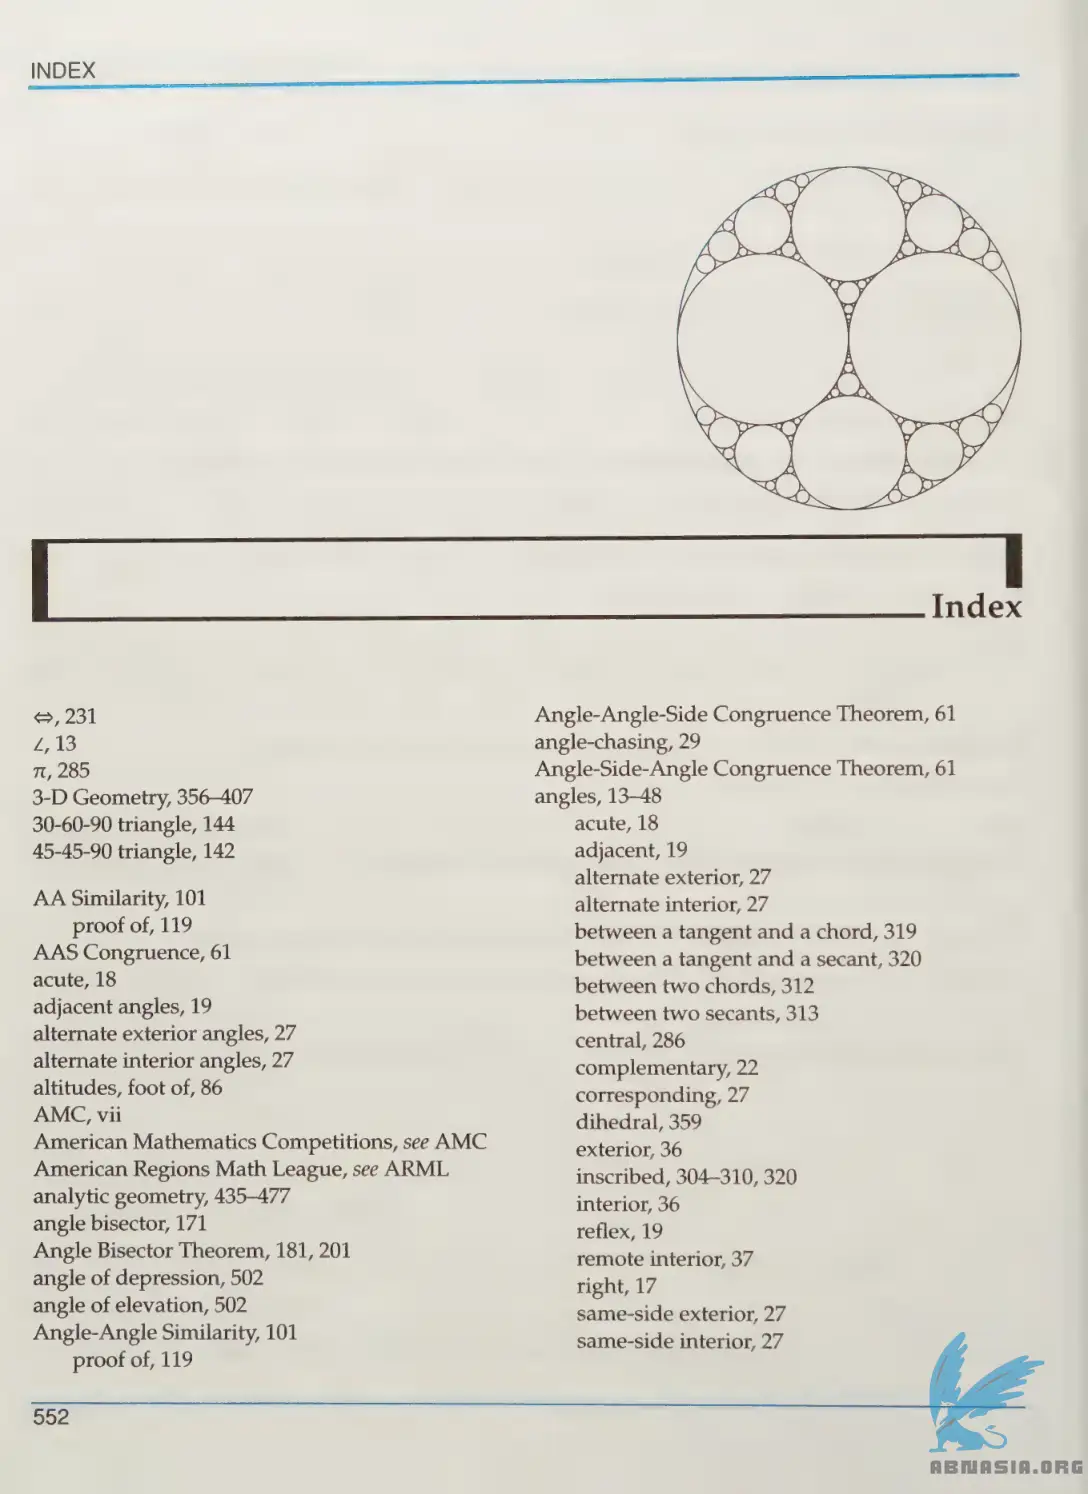 INDEX
Index
⇔, 231
∠, 13
π, 285
3-D Geometry, 356–407
30-60-90 triangle, 144
45-45-90 triangle, 142
AA Similarity, 101
proof of, 119
AAS Congruence, 61
acute, 18
adjacent angles, 19
alternate exterior angles, 27
alternate interior angles, 27
altitudes, foot of, 86
AMC, vii
American Mathematics Competitions, see AMC
American Regions Math League, see ARML
analytic geometry, 435–477
angle bisector, 171
Angle Bisector Theorem, 181, 201
angle of depression, 502
angle of elevation, 502
Angle-Angle Similarity, 101
proof of, 119
Angle-Angle-Side Congruence Theorem, 61
angle-chasing, 29
Angle-Side-Angle Congruence Theorem, 61
angles, 13–48
acute, 18
adjacent, 19
alternate exterior, 27
alternate interior, 27
between a tangent and a chord, 319
between a tangent and a secant, 320
between two chords, 312
between two secants, 313
central, 286
complementary, 22
corresponding, 27
dihedral, 359
exterior, 36
inscribed, 304–310, 320
interior, 36
reflex, 19
remote interior, 37
right, 17
same-side exterior, 27
same-side interior, 27
552
ABNASIA.ORG